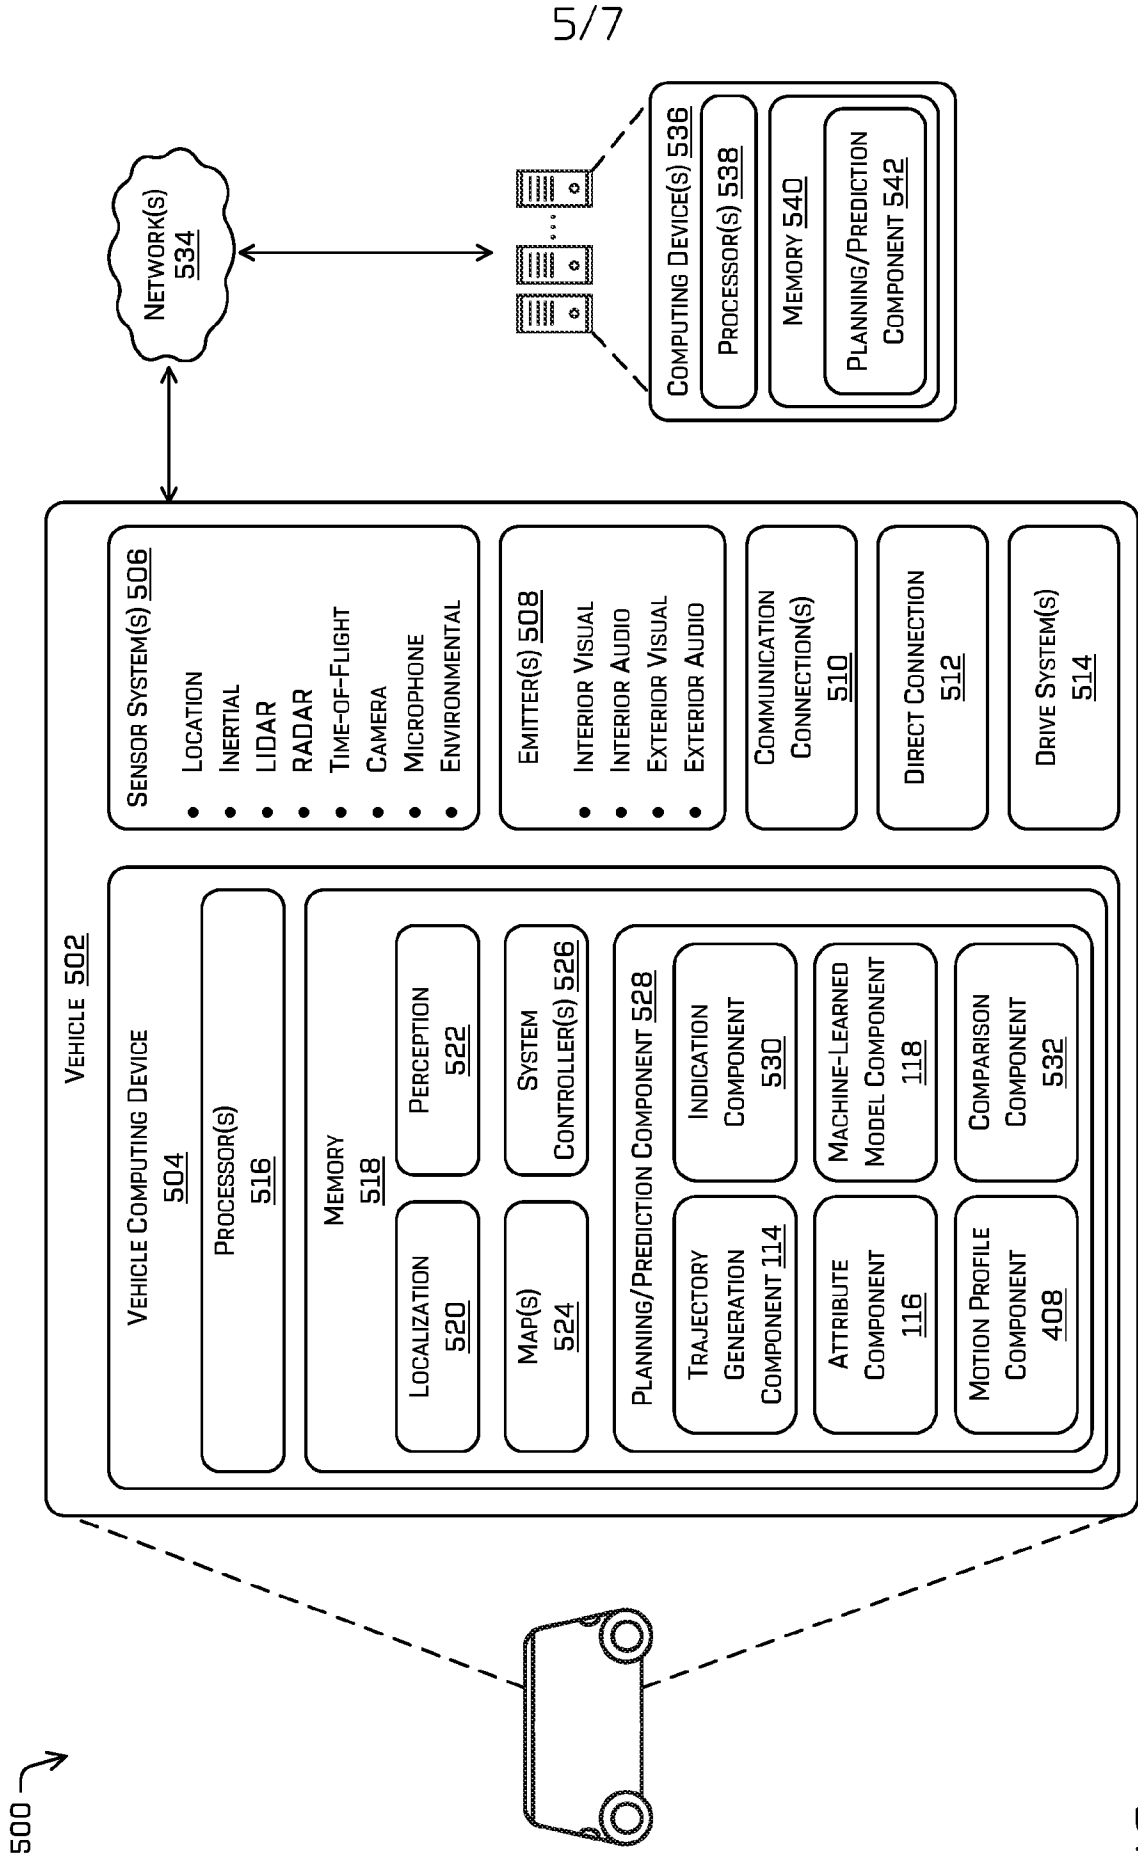 5/7
500
VEHICLE 502
VEHICLE COMPUTING DEVICE
504
PROCESSOR(S)
516
MEMORY
518
LOCALIZATION
520
PERCEPTION
522
MAP(S)
524
SYSTEM
CONTROLLER(S) 526
PLANNING/PREDICTION COMPONENT 528
TRAJECTORY
GENERATION
COMPONENT 114
INDICATION
COMPONENT
530
ATTRIBUTE
COMPONENT
116
MACHINE-LEARNED
MODEL COMPONENT
118
MOTION PROFILE
COMPONENT
408
COMPARISON
COMPONENT
532
SENSOR SYSTEM(S) 506
• LOCATION
• INERTIAL
• LIDAR
• RADAR
• TIME-OF-FLIGHT
• CAMERA
• MICROPHONE
• ENVIRONMENTAL
EMITTER(S) 508
• INTERIOR VISUAL
• INTERIOR AUDIO
• EXTERIOR VISUAL
• EXTERIOR AUDIO
COMMUNICATION
CONNECTION(S)
510
DIRECT CONNECTION
512
DRIVE SYSTEM(S)
514
NETWORK(S)
534
COMPUTING DEVICE(S) 536
PROCESSOR(S) 538
MEMORY 540
PLANNING/PREDICTION
COMPONENT 542